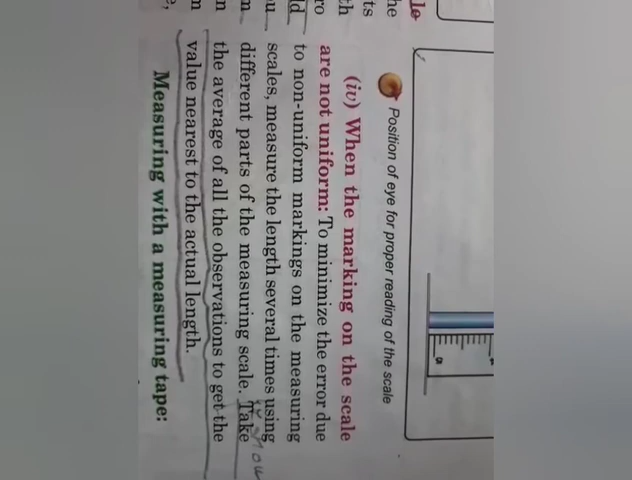 Position of eye for proper reading of the scale
(iv) When the marking on the scale
are not uniform: To minimize the error due
to non-uniform markings on the measuring
scales, measure the length several times using
different parts of the measuring scale. Take
the average of all the observations to get the
value nearest to the actual length.
Measuring with a measuring tape: